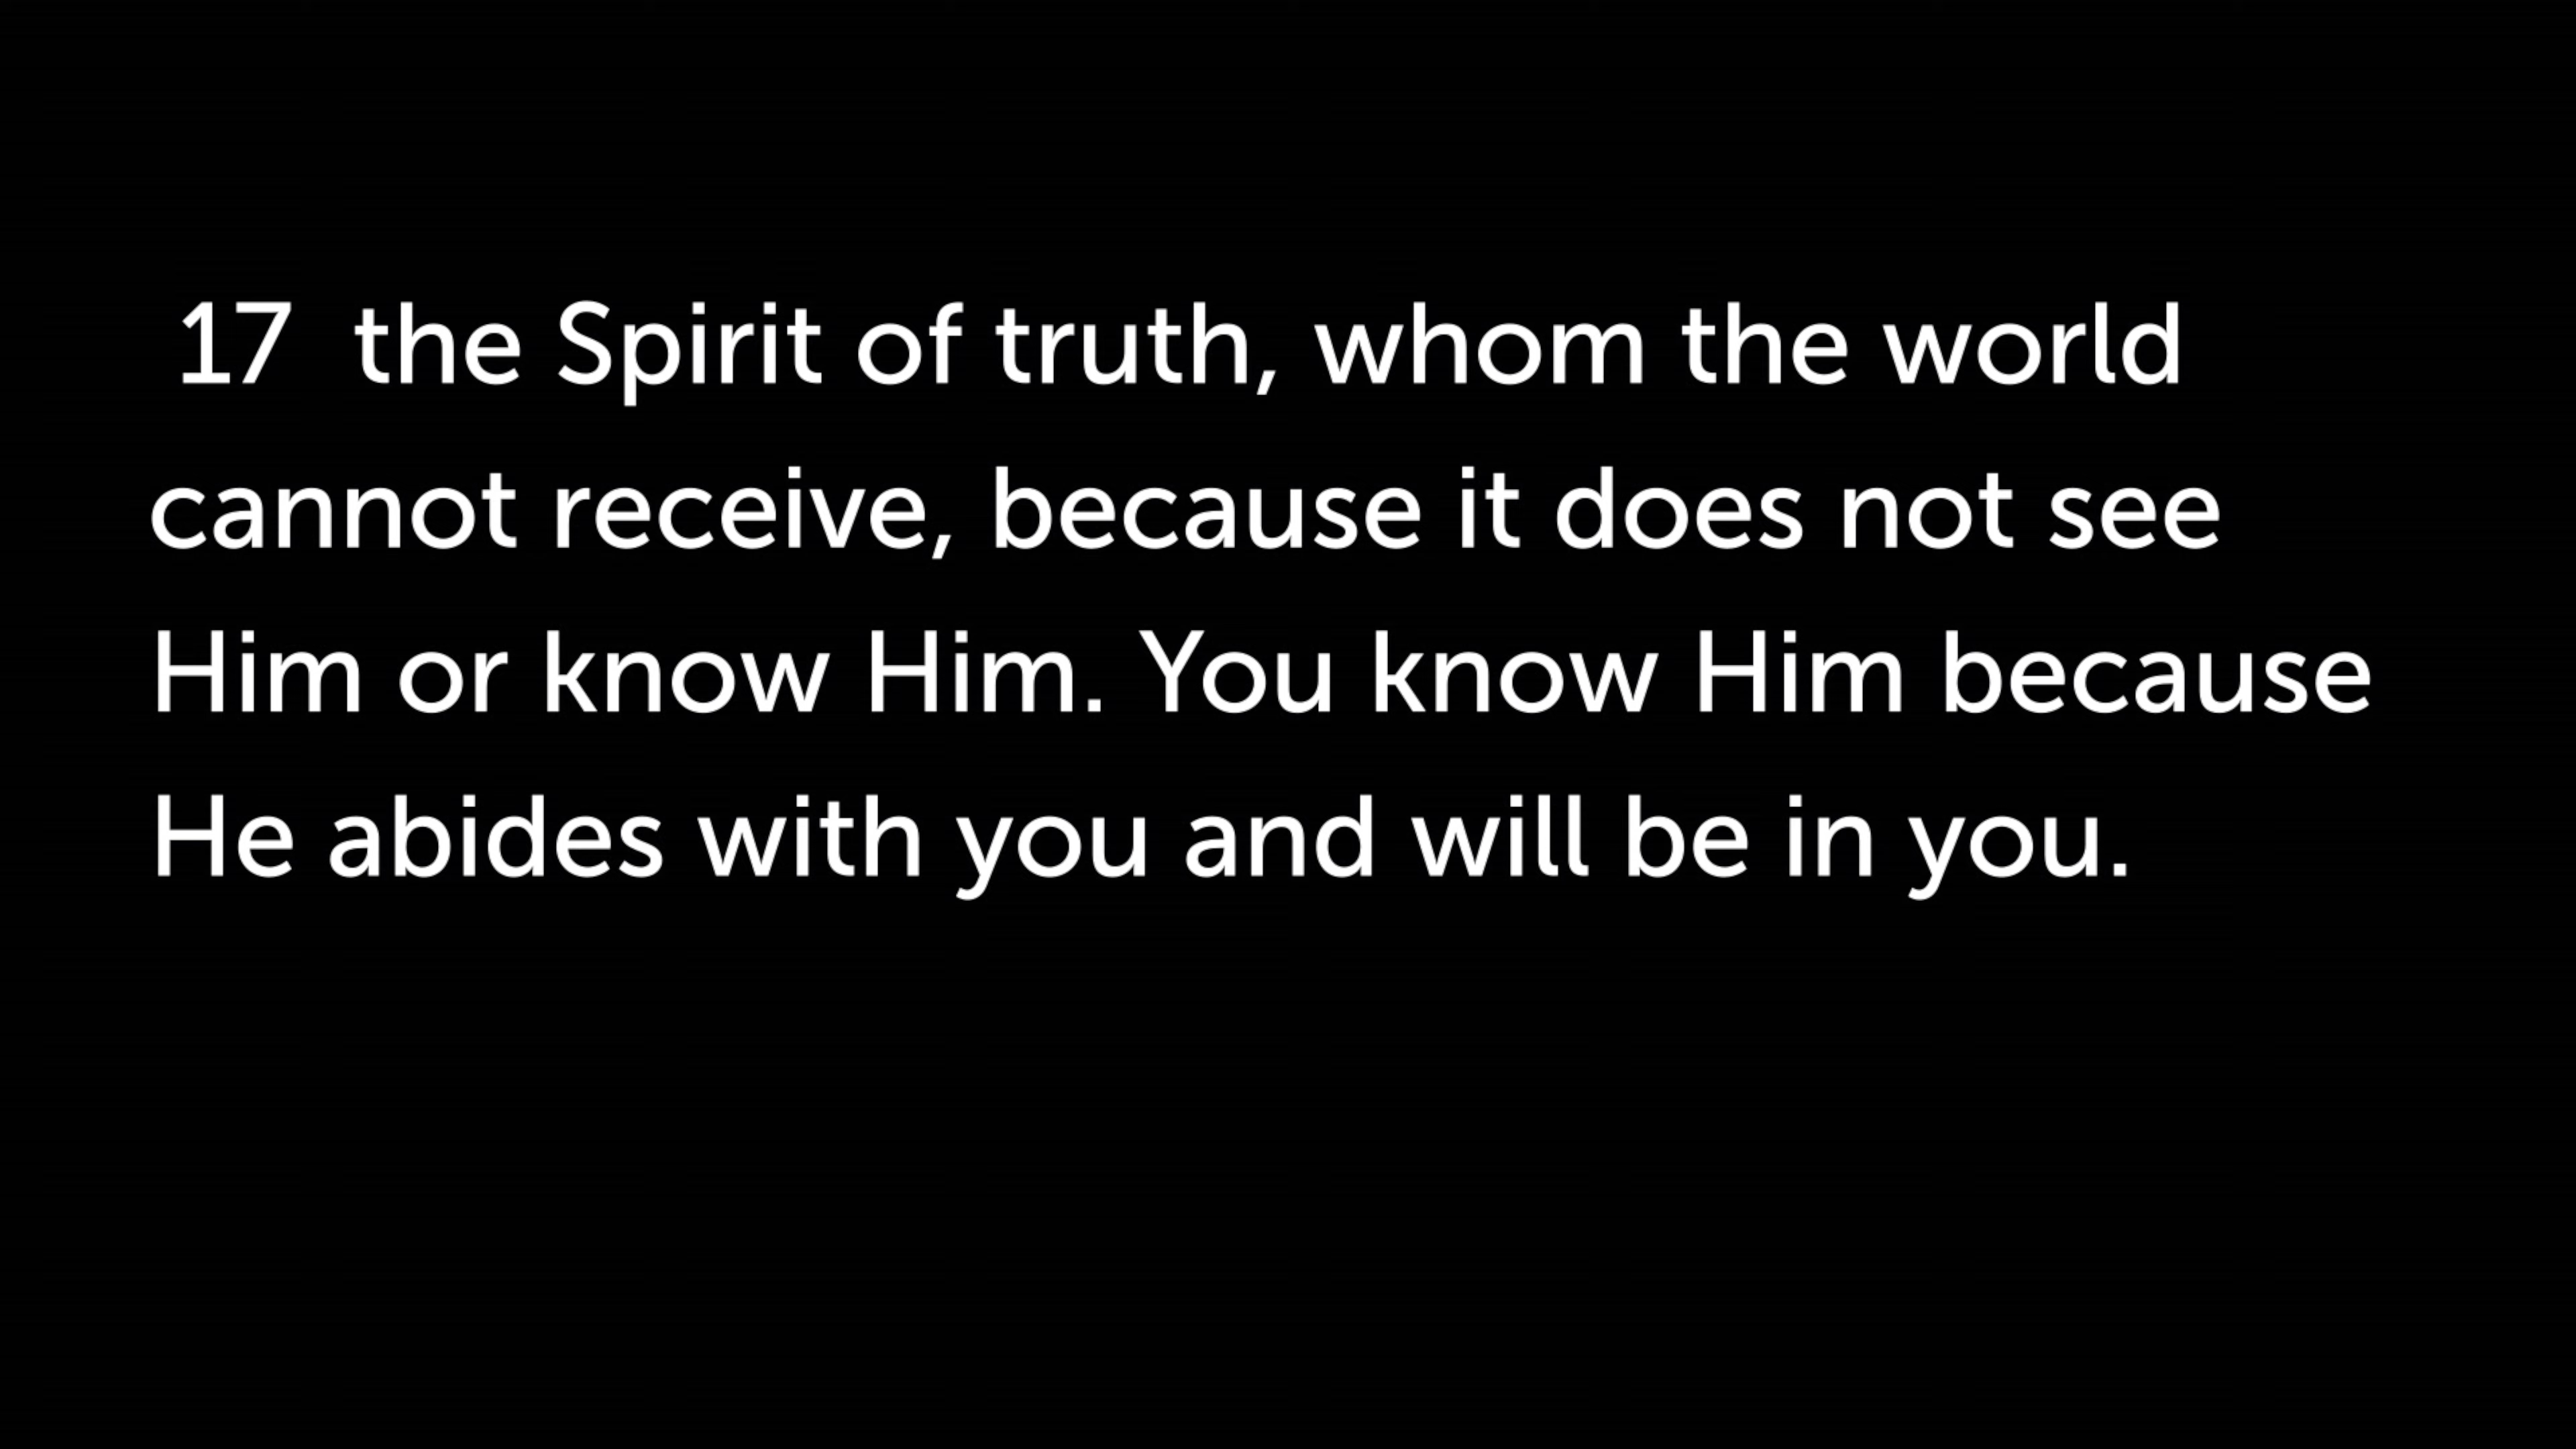 17 the Spirit of truth, whom the world
cannot receive, because it does not see
Him or know Him. You know Him because
He abides with you and will be in you.